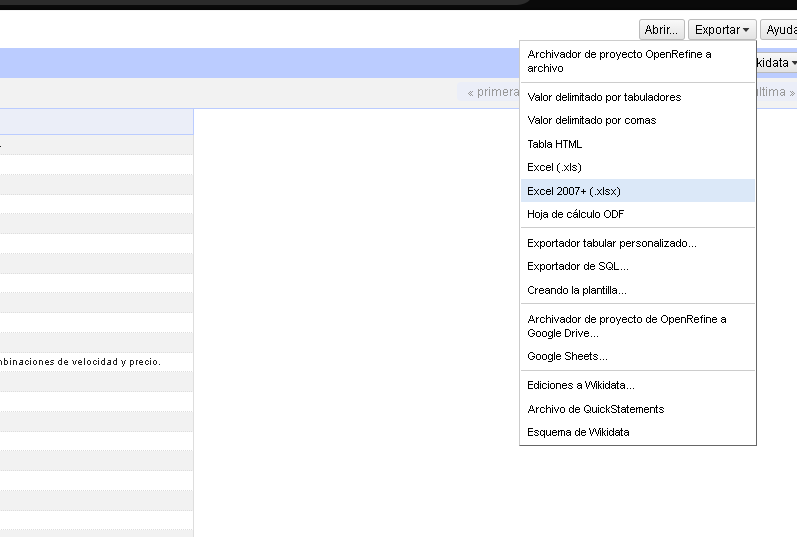 Abrir... Exportar Ayuda
Archivador de proyecto OpenRefine a
archivo
kidata
« primera
última »
Valor delimitado por tabuladores
Valor delimitado por comas
Tabla HTML
Excel (.xls)
Excel 2007+ (.xlsx)
Hoja de cálculo ODF
Exportador tabular personalizado...
Exportador de SQL...
Creando la plantilla...
Archivador de proyecto de OpenRefine a
Google Drive...
Google Sheets...
mbinaciones de velocidad y precio.
Ediciones a Wikidata...
Archivo de QuickStatements
Esquema de Wikidata